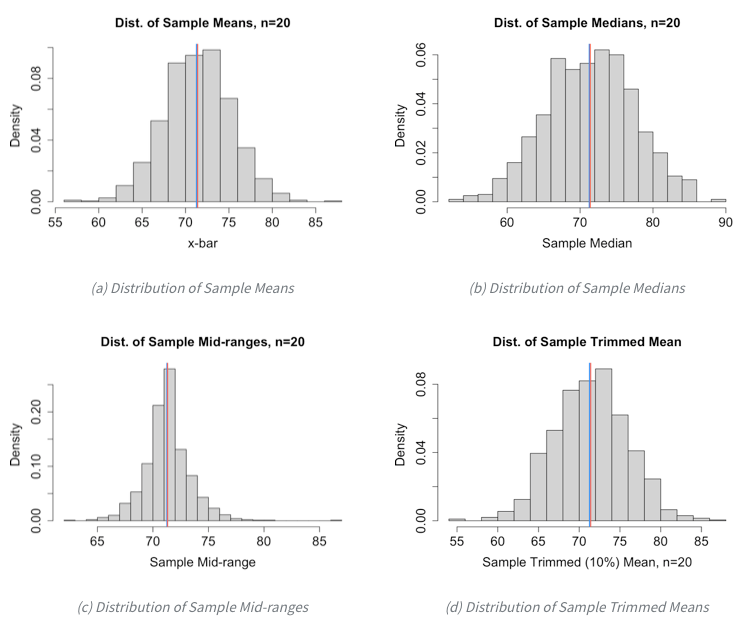 Dist. of Sample Means, n=20
Density
0.00 0.04 0.08
55 60 65 70 75 80 85
x-bar
(a) Distribution of Sample Means
Dist. of Sample Medians, n=20
Density
0.00 0.02 0.04 0.06
60 70 80 90
Sample Median
(b) Distribution of Sample Medians
Dist. of Sample Mid-ranges, n=20
Density
0.00 0.10 0.20
65 70 75 80 85
Sample Mid-range
(c) Distribution of Sample Mid-ranges
Dist. of Sample Trimmed Mean
Density
0.00 0.04 0.08
55 60 65 70 75 80 85
Sample Trimmed (10%) Mean, n=20
(d) Distribution of Sample Trimmed Means